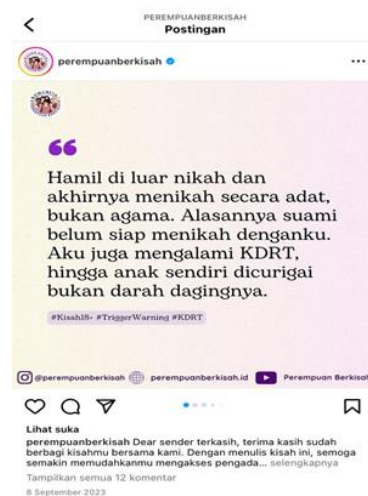 PEREMPUANBERKISAH
Postingan
perempuanberkisah
Hamil di luar nikah dan
akhirnya menikah secara adat,
bukan agama. Alasannya suami
belum siap menikah denganku.
Aku juga mengalami KDRT,
hingga anak sendiri dicurigai
bukan darah dagingnya.
#Kisah18+ #TriggerWarning #KDRT
@perempuanberkisah perempuanberkisah.id Perempuan Berkisah
Lihat suka
perempuanberkisah Dear sender terkasih, terima kasih sudah
berbagi kisahmu bersama kami. Dengan menulis kisah ini, semoga
semakin memudahkanmu mengakses pengada... selengkapnya
Tampilkan semua 12 komentar
8 September 2023